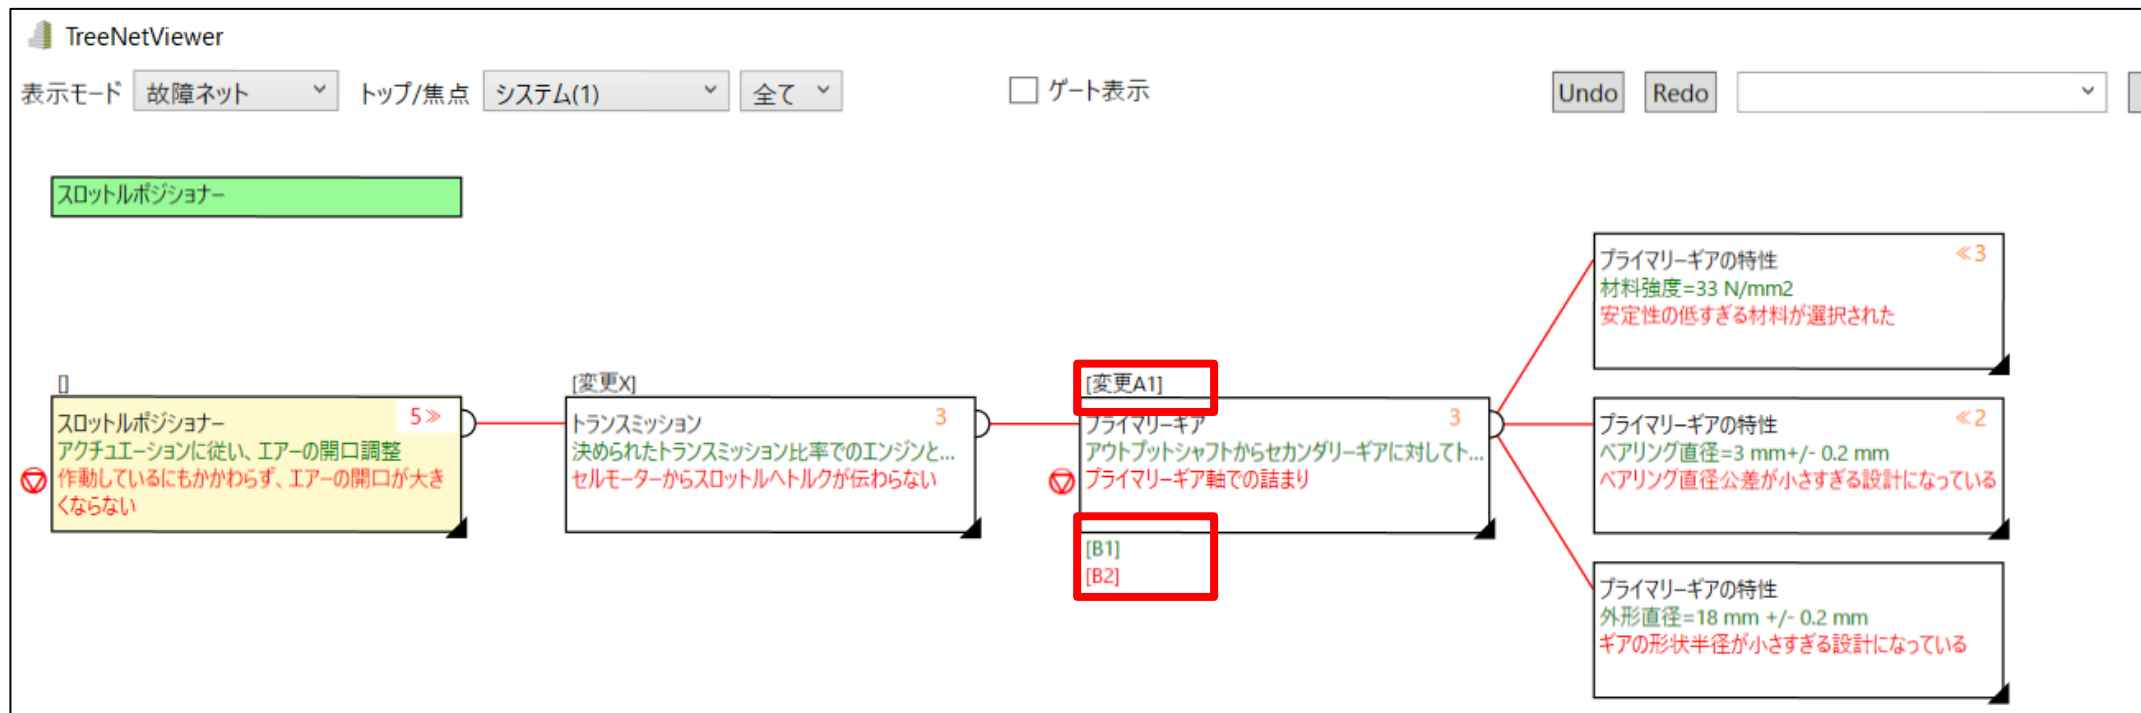 TreeNetViewer
表示モード 故障ネット トップ/焦点 システム(1) 全て ゲート表示 Undo Redo
スロットルポジショナー
[]
スロットルポジショナー 5≫
アクチュエーションに従い、エアーの開口調整
作動しているにもかかわらず、エアーの開口が大き
くならない
[変更X]
トランスミッション 3
決められたトランスミッション比率でのエンジンと...
セルモーターからスロットルへトルクが伝わらない
[変更A1]
プライマリーギア 3
アウトプットシャフトからセカンダリーギアに対してト...
プライマリーギア軸での詰まり
[B1]
[B2]
プライマリーギアの特性 ≪3
材料強度=33 N/mm2
安定性の低すぎる材料が選択された
プライマリーギアの特性 ≪2
ベアリング直径=3 mm+/- 0.2 mm
ベアリング直径公差が小さすぎる設計になっている
プライマリーギアの特性
外形直径=18 mm +/- 0.2 mm
ギアの形状半径が小さすぎる設計になっている